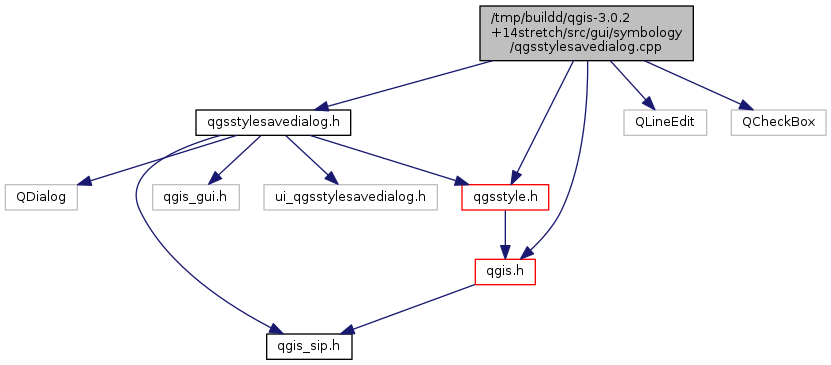 /tmp/buildd/qgis-3.0.2
+14stretch/src/gui/symbology
/qgsstylesavedialog.cpp
qgsstylesavedialog.h
QLineEdit
QCheckBox
QDialog
qgis_gui.h
ui_qgsstylesavedialog.h
qgsstyle.h
qgis.h
qgis_sip.h